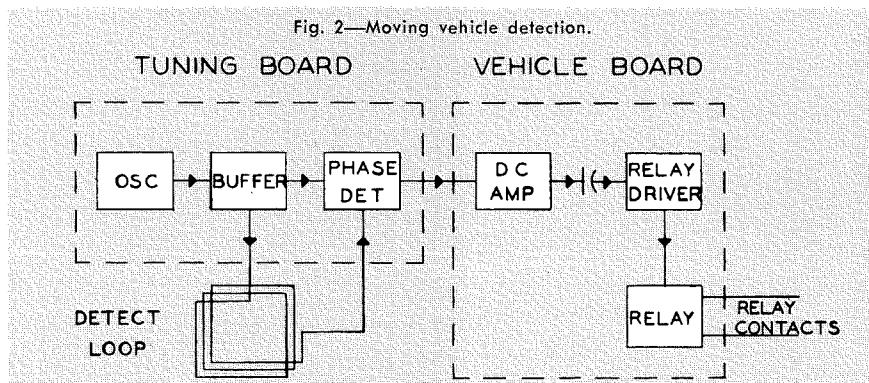 Fig. 2—Moving vehicle detection.
TUNING BOARD
VEHICLE BOARD
OSC
BUFFER
PHASE
DET
DC
AMP
RELAY
DRIVER
DETECT
LOOP
RELAY
RELAY
CONTACTS